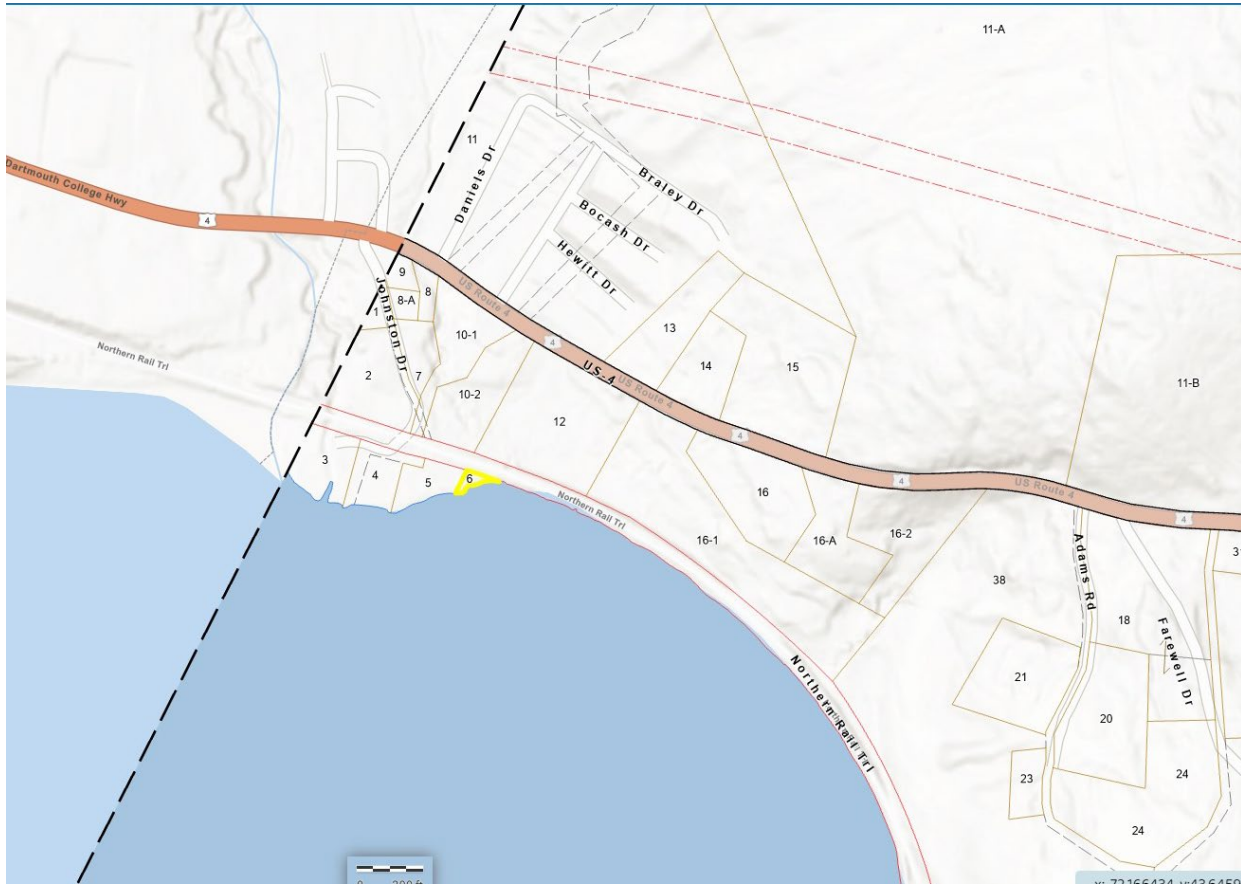 11-A
11
Daniels Dr
Braley Dr
Dartmouth College Hwy
4
Bocash Dr
Hewitt Dr
9
8-A
8
US Route 4
1
Johnston Dr
10-1
4
13
Northern Rail Trl
2
7
US-4
US Route 4
14
15
11-B
10-2
12
4
3
4
5
6
Northern Rail Trl
16
4
US Route 4
4
16-1
16-A
16-2
38
Adams Rd
18
Farewell Dr
21
20
Northern Rail Trl
23
24
24